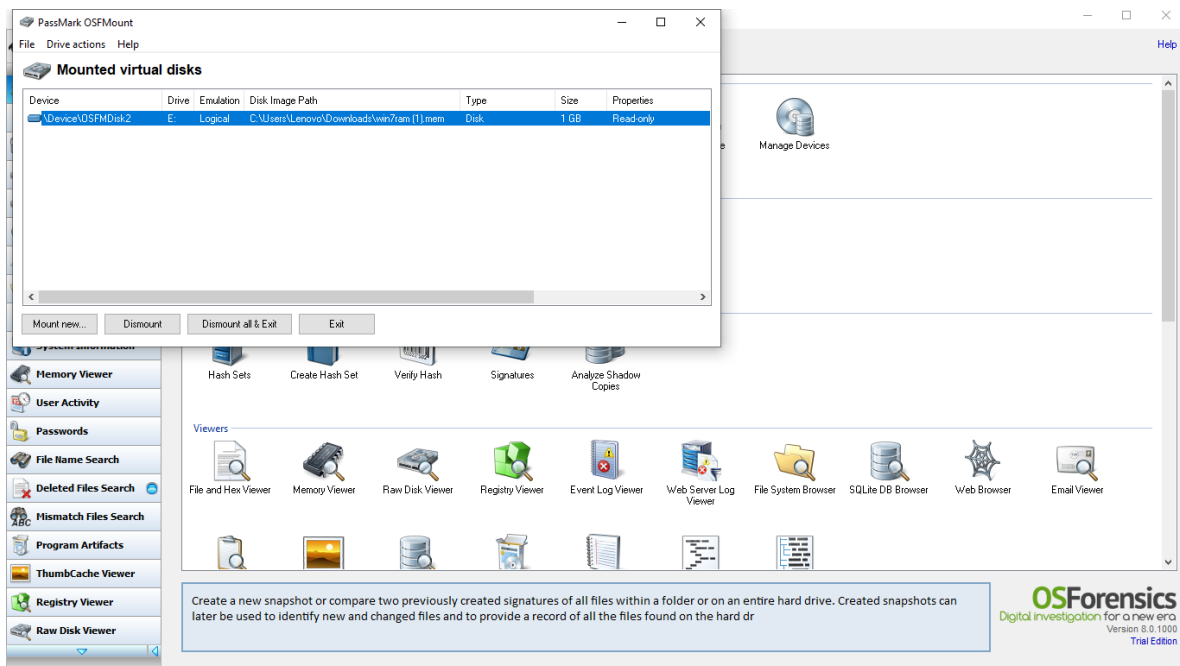 PassMark OSFMount
File Drive actions Help
Help
Mounted virtual disks
Device Drive Emulation Disk Image Path Type Size Properties
\Device\OSFMDisk2 E: Logical C:\Users\Lenovo\Downloads\win7ram (1).mem Disk 1 GB Read-only
Manage Devices
Mount new... Dismount Dismount all & Exit Exit
System Information
Memory Viewer
User Activity
Passwords
File Name Search
Deleted Files Search
Mismatch Files Search
Program Artifacts
ThumbCache Viewer
Registry Viewer
Raw Disk Viewer
Hash Sets Create Hash Set Verify Hash Signatures Analyze Shadow
Copies
Viewers
File and Hex Viewer Memory Viewer Raw Disk Viewer Registry Viewer Event Log Viewer Web Server Log
Viewer
File System Browser SQLite DB Browser Web Browser Email Viewer
Create a new snapshot or compare two previously created signatures of all files within a folder or on an entire hard drive. Created snapshots can
later be used to identify new and changed files and to provide a record of all the files found on the hard dr
OSForensics
Digital investigation for a new era
Version 8.0.1000
Trial Edition